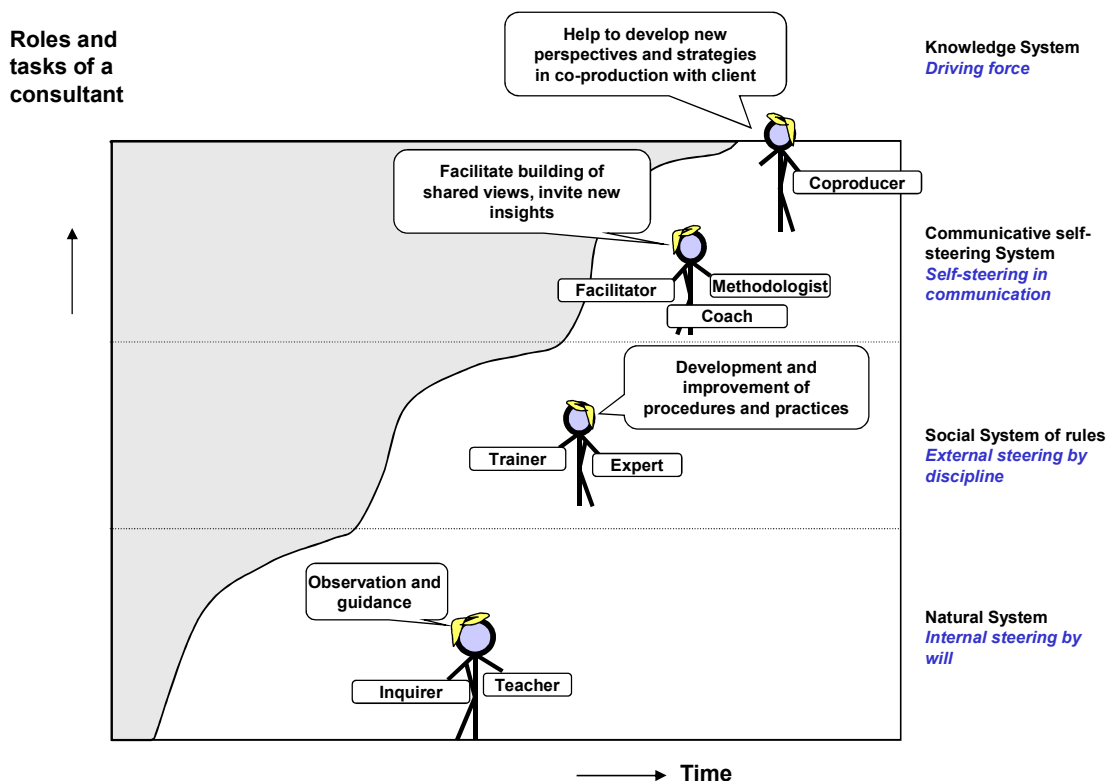 Roles and
tasks of a
consultant
Help to develop new
perspectives and strategies
in co-production with client
Knowledge System
Driving force
Coproducer
Facilitate building of
shared views, invite new
insights
Communicative self-
steering System
Self-steering in
communication
Facilitator
Methodologist
Coach
Development and
improvement of
procedures and practices
Social System of rules
External steering by
discipline
Trainer
Expert
Observation and
guidance
Natural System
Internal steering by
will
Inquirer
Teacher
Time